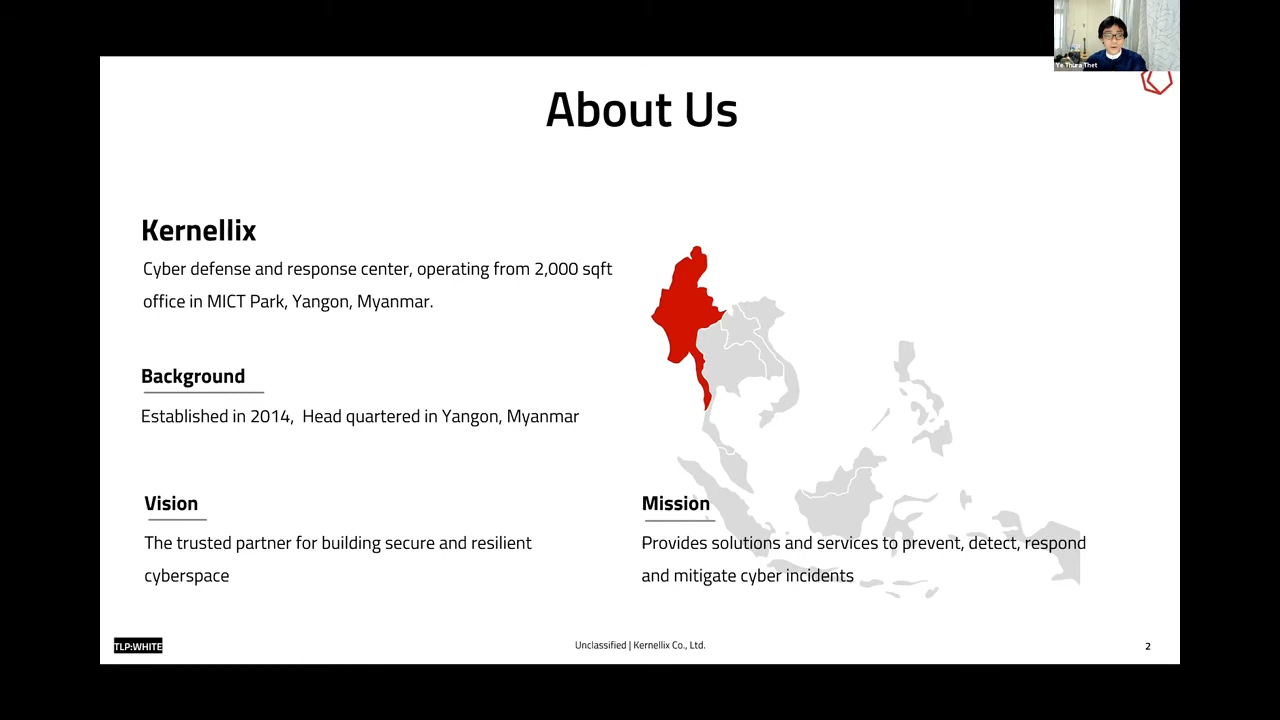 Ye Thura Thet
About Us
Kernellix
Cyber defense and response center, operating from 2,000 sqft
office in MICT Park, Yangon, Myanmar.
Background
Established in 2014,  Head quartered in Yangon, Myanmar
Vision
The trusted partner for building secure and resilient
cyberspace
Mission
Provides solutions and services to prevent, detect, respond
and mitigate cyber incidents
TLP:WHITE
Unclassified | Kernellix Co., Ltd.
2